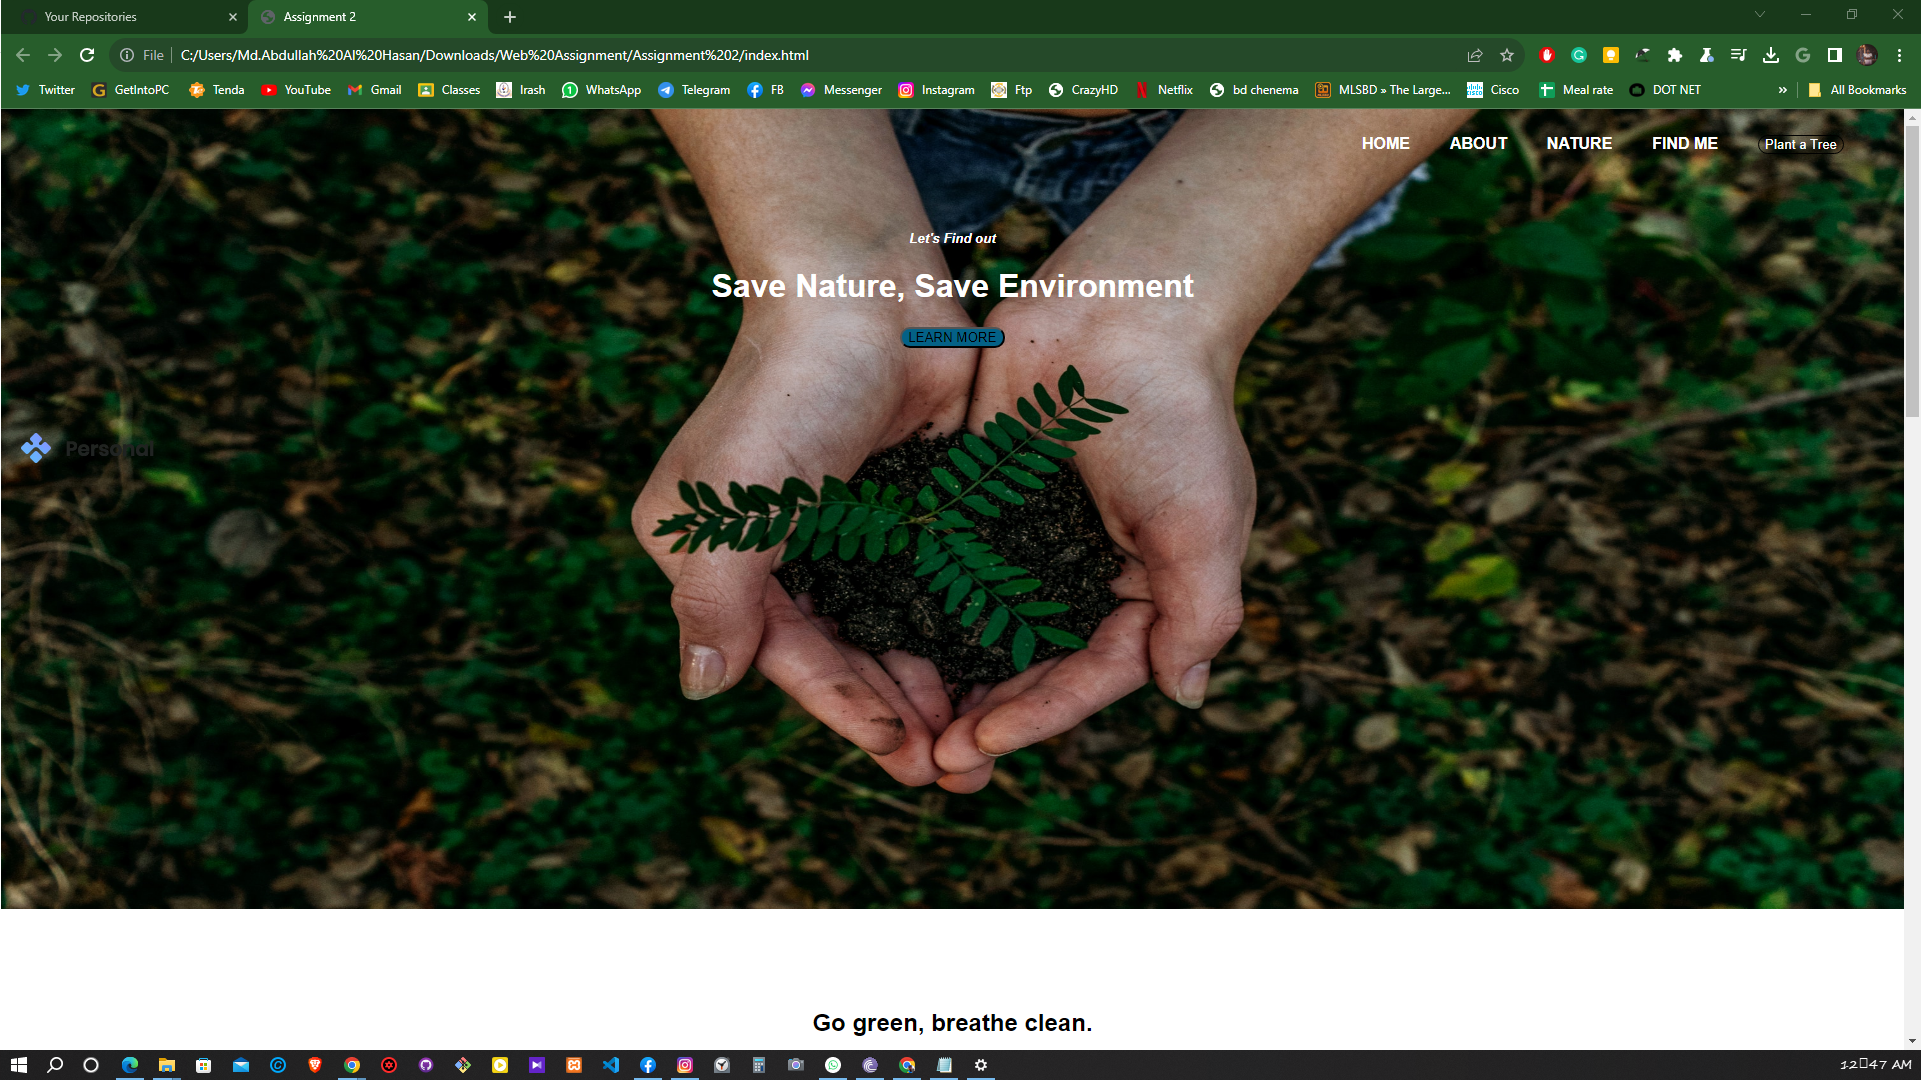 Your Repositories
Assignment 2
File
C:/Users/Md.Abdullah%20Al%20Hasan/Downloads/Web%20Assignment/Assignment%202/index.html
Twitter GetIntoPC Tenda YouTube Gmail Classes Irash WhatsApp Telegram FB Messenger Instagram Ftp CrazyHD Netflix bd chenema MLSBD » The Large... Cisco Meal rate DOT NET » All Bookmarks
HOME ABOUT NATURE FIND ME Plant a Tree
Let's Find out
Save Nature, Save Environment
LEARN MORE
Personal
Go green, breathe clean.
12▯47 AM